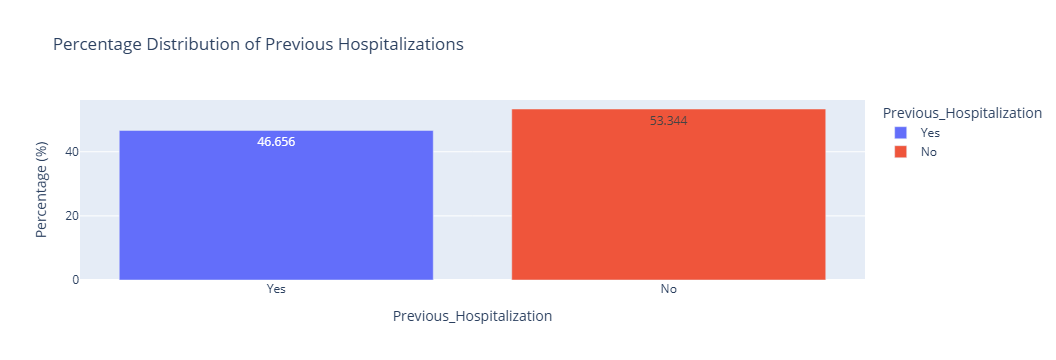 Percentage Distribution of Previous Hospitalizations
Previous_Hospitalization
Yes
No
Percentage (%)
40
20
0
46.656
53.344
Yes
No
Previous_Hospitalization